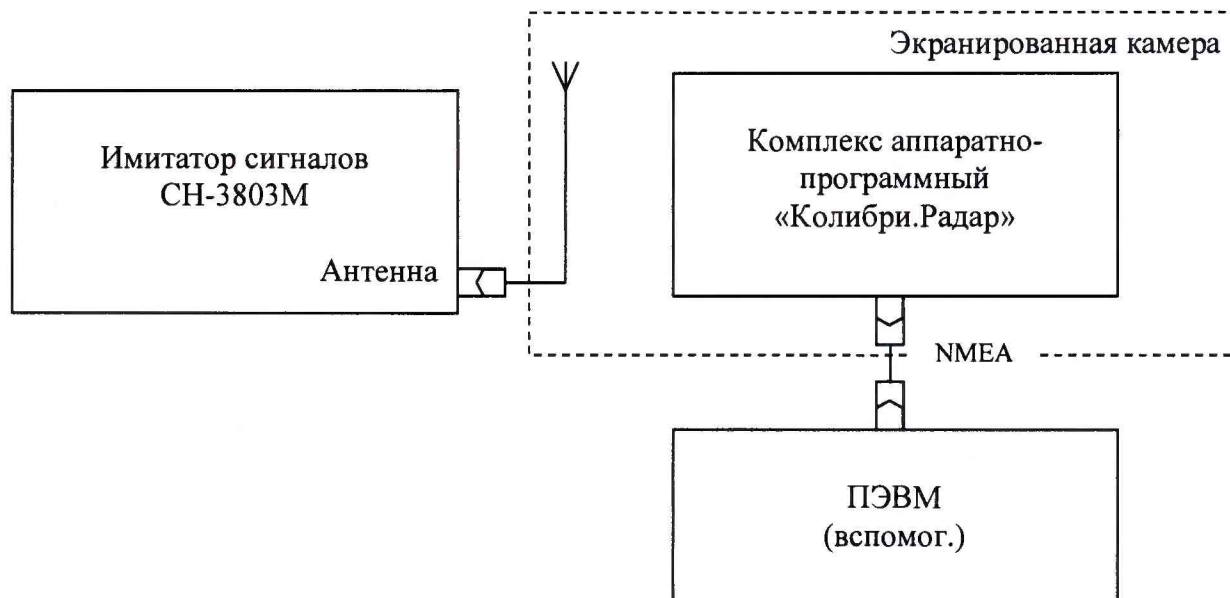 Экранированная камера
Имитатор сигналов
СН-3803М
Антенна
Комплекс аппаратно-
программный
«Колибри.Радар»
NMEA
ПЭВМ
(вспомог.)